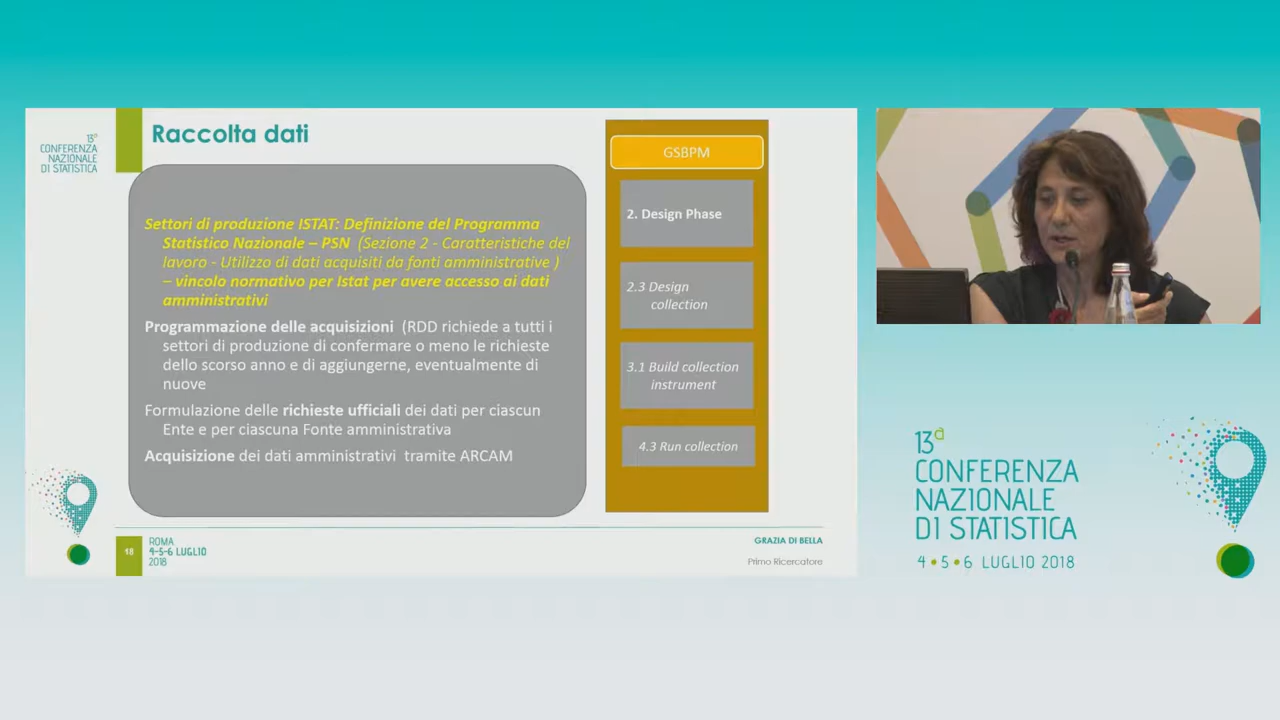 13ª
CONFERENZA
NAZIONALE
DI STATISTICA
Raccolta dati
Settori di produzione ISTAT: Definizione del Programma
Statistico Nazionale – PSN (Sezione 2 - Caratteristiche del
lavoro - Utilizzo di dati acquisiti da fonti amministrative )
– vincolo normativo per Istat per avere accesso ai dati
amministrativi
Programmazione delle acquisizioni (RDD richiede a tutti i
settori di produzione di confermare o meno le richieste
dello scorso anno e di aggiungerne, eventualmente di
nuove
Formulazione delle richieste ufficiali dei dati per ciascun
Ente e per ciascuna Fonte amministrativa
Acquisizione dei dati amministrativi tramite ARCAM
GSBPM
2. Design Phase
2.3 Design
collection
3.1 Build collection
instrument
4.3 Run collection
18
ROMA
4-5-6 LUGLIO
2018
GRAZIA DI BELLA
Primo Ricercatore
13ª
CONFERENZA
NAZIONALE
DI STATISTICA
4 • 5 • 6 LUGLIO 2018